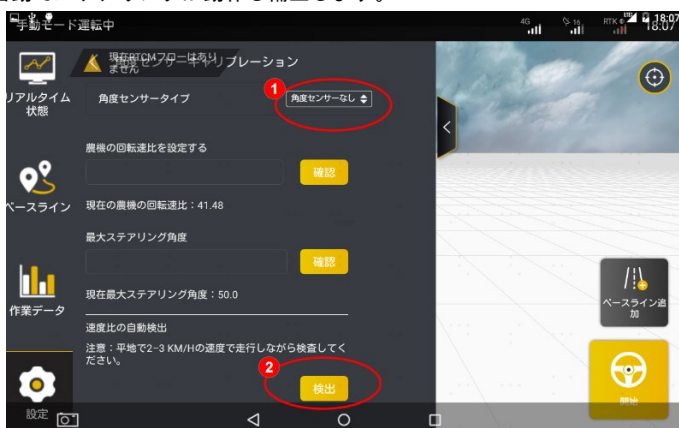 手動モード運転中
4G
16
RTK
18:07
現在RTCMフローはあり
ません
キャリブレーション
リアルタイム
状態
角度センサータイプ
1
角度センサーなし
農機の回転速比を設定する
確認
ベースライン
現在の農機の回転速比：41.48
最大ステアリング角度
確認
現在最大ステアリング角度：50.0
作業データ
ベースライン追
加
速度比の自動検出
注意：平地で2-3 KM/Hの速度で走行しながら検査してく
ださい。
2
検出
設定
開始